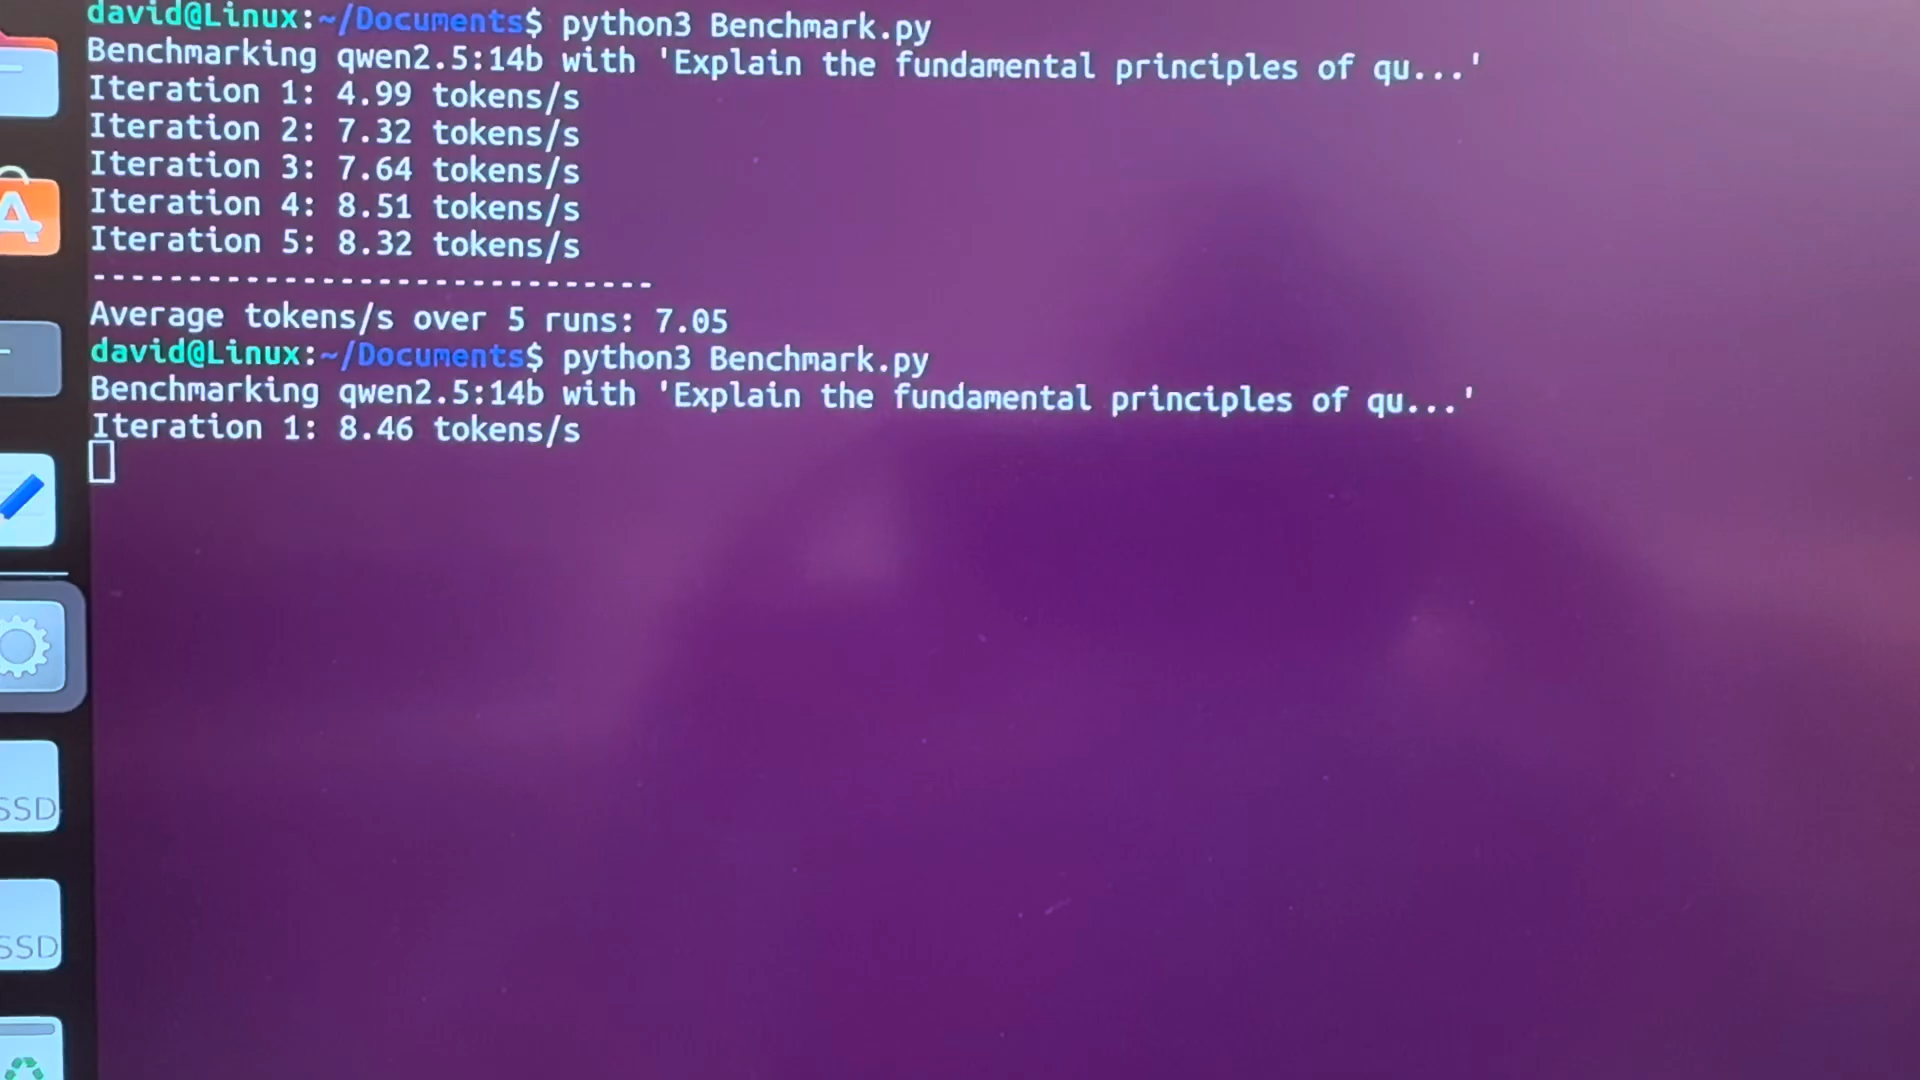 david@Linux:~/Documents$ python3 Benchmark.py
Benchmarking qwen2.5:14b with 'Explain the fundamental principles of qu...'
Iteration 1: 4.99 tokens/s
Iteration 2: 7.32 tokens/s
Iteration 3: 7.64 tokens/s
Iteration 4: 8.51 tokens/s
Iteration 5: 8.32 tokens/s
------------------------------
Average tokens/s over 5 runs: 7.05
david@Linux:~/Documents$ python3 Benchmark.py
Benchmarking qwen2.5:14b with 'Explain the fundamental principles of qu...'
Iteration 1: 8.46 tokens/s
SSD
SSD